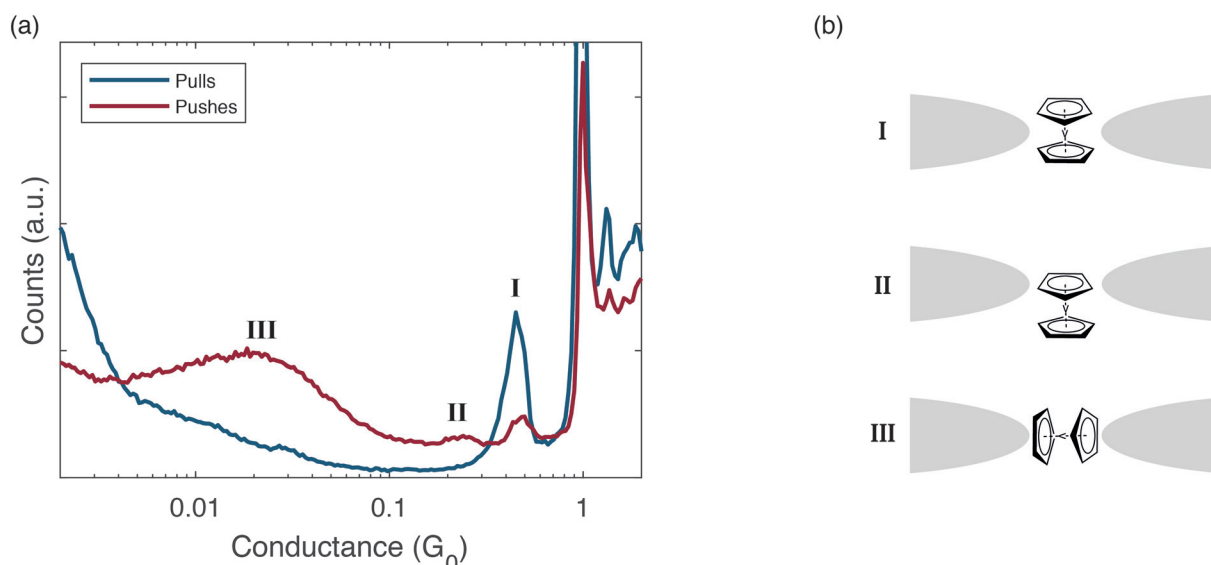 (a)
(b)
Pulls
Pushes
I
II
III
Counts (a.u.)
0.01
0.1
1
Conductance (G₀)
I
V
II
V
III
V